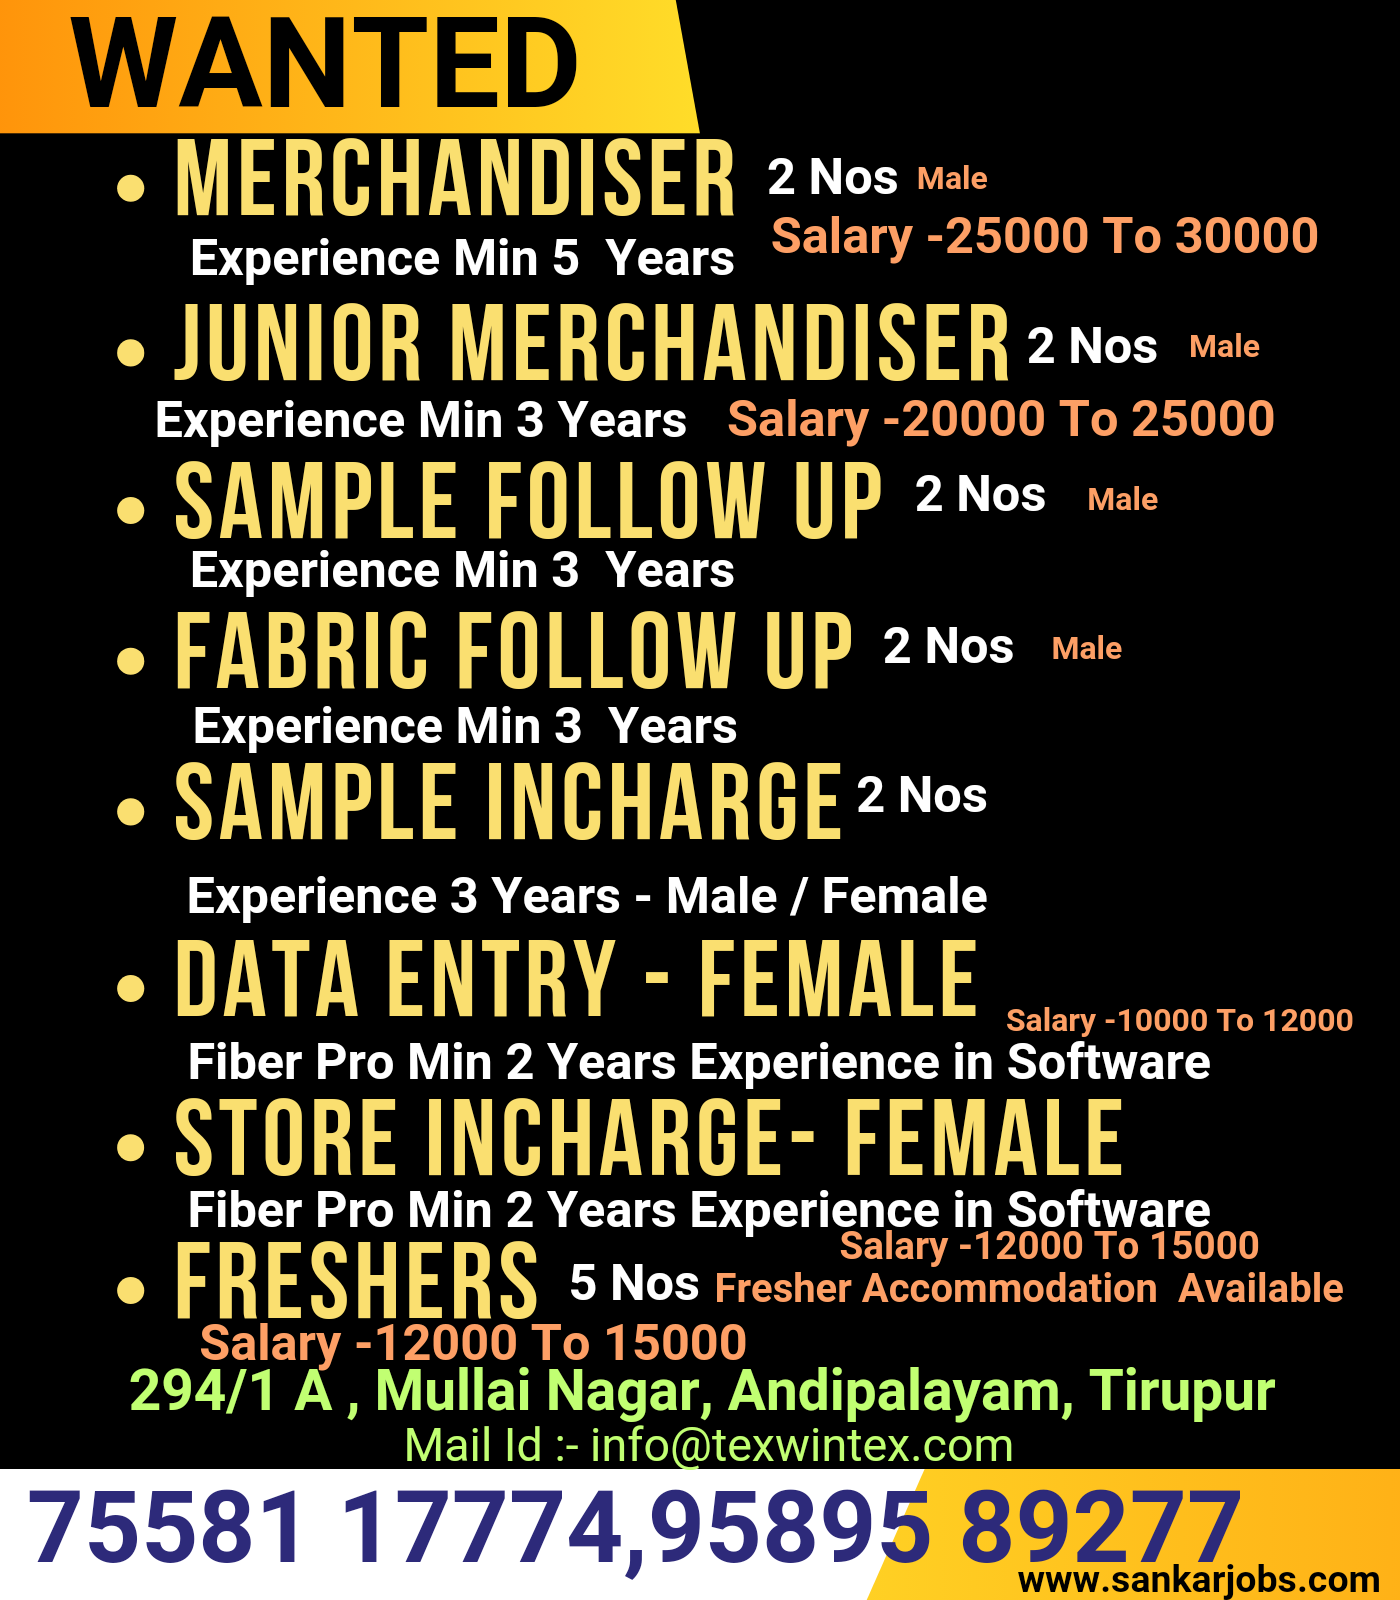 WANTED
• MERCHANDISER 2 Nos Male
Salary -25000 To 30000
Experience Min 5 Years
• JUNIOR MERCHANDISER 2 Nos Male
Experience Min 3 Years Salary -20000 To 25000
• SAMPLE FOLLOW UP 2 Nos Male
Experience Min 3 Years
• FABRIC FOLLOW UP 2 Nos Male
Experience Min 3 Years
• SAMPLE INCHARGE 2 Nos
Experience 3 Years - Male / Female
• DATA ENTRY - FEMALE
Salary -10000 To 12000
Fiber Pro Min 2 Years Experience in Software
• STORE INCHARGE- FEMALE
Fiber Pro Min 2 Years Experience in Software
Salary -12000 To 15000
• FRESHERS 5 Nos Fresher Accommodation Available
Salary -12000 To 15000
294/1 A , Mullai Nagar, Andipalayam, Tirupur
Mail Id :- info@texwintex.com
75581 17774,95895 89277
www.sankarjobs.com